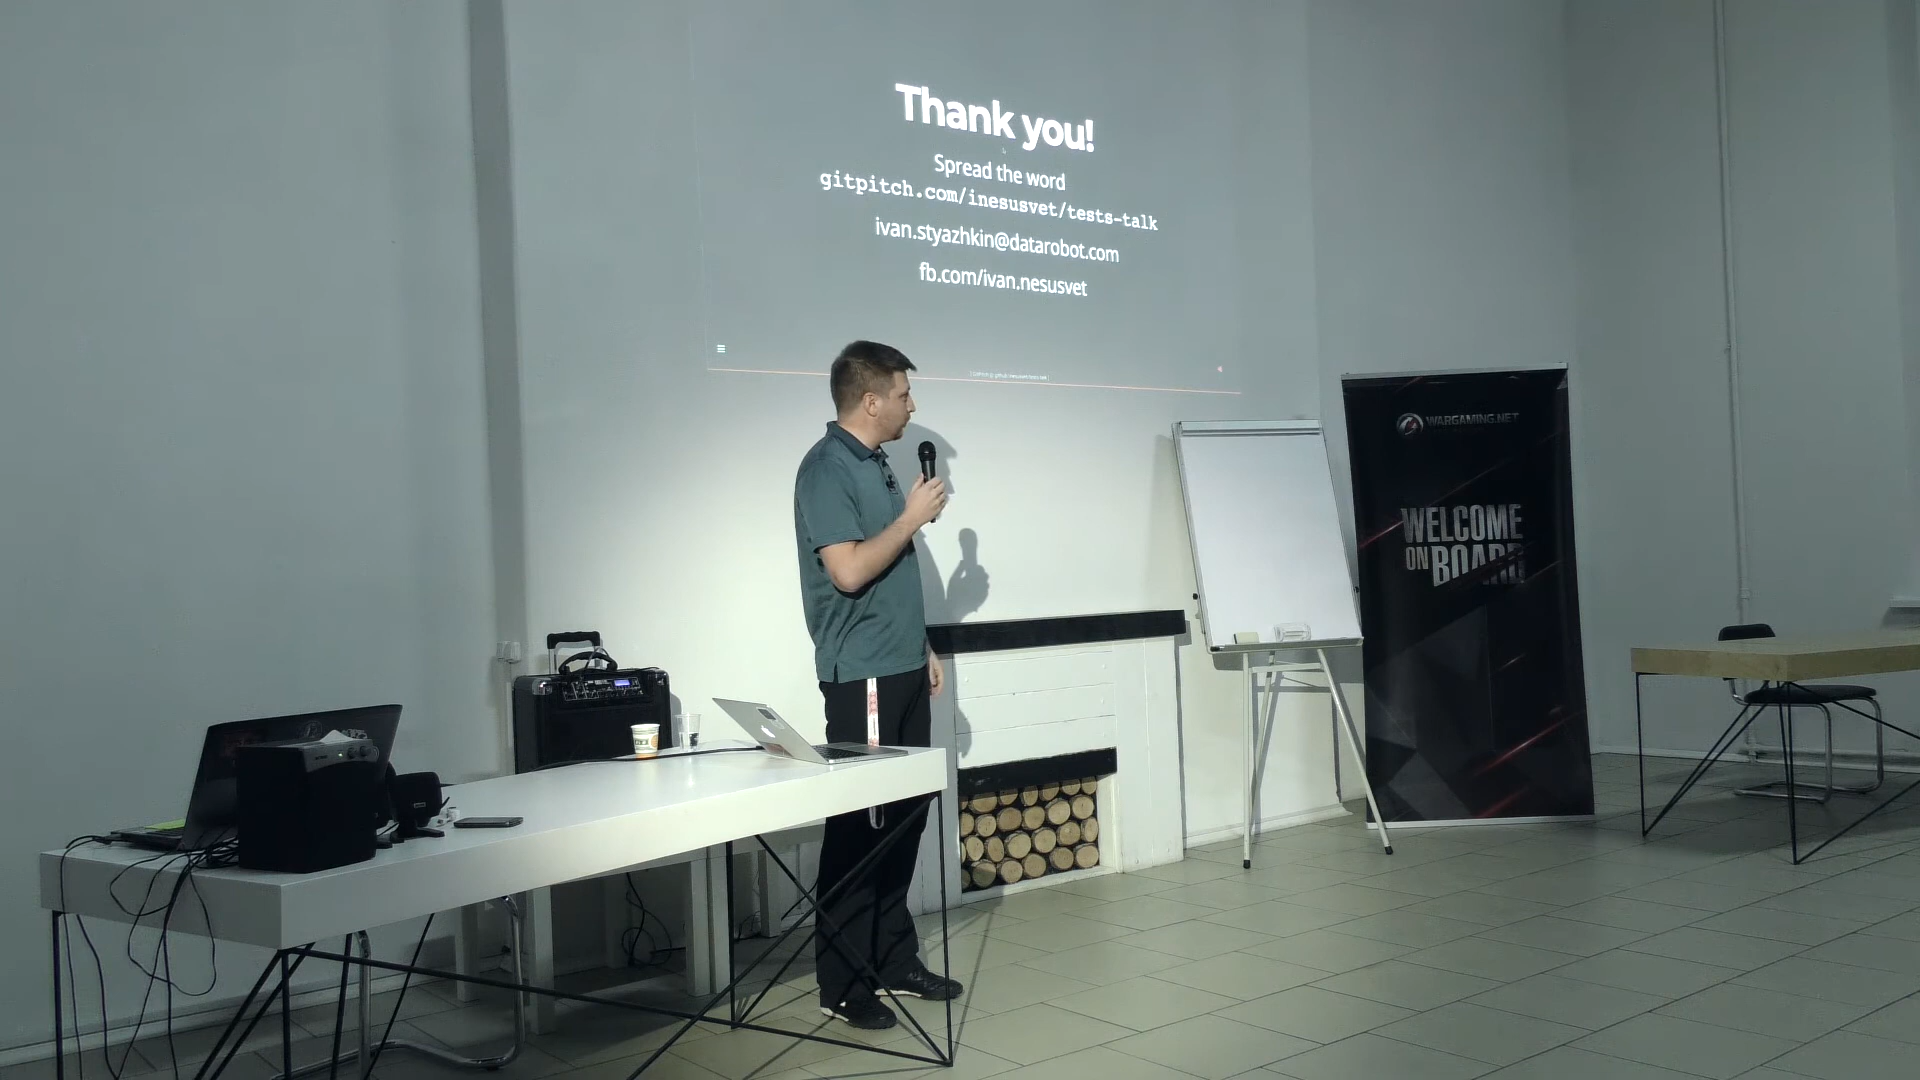 Thank you!
Spread the word
gitpitch.com/inesusvet/tests-talk
ivan.styazhkin@datarobot.com
fb.com/ivan.nesusvet
WARGAMING.NET
WELCOME
ON BOARD